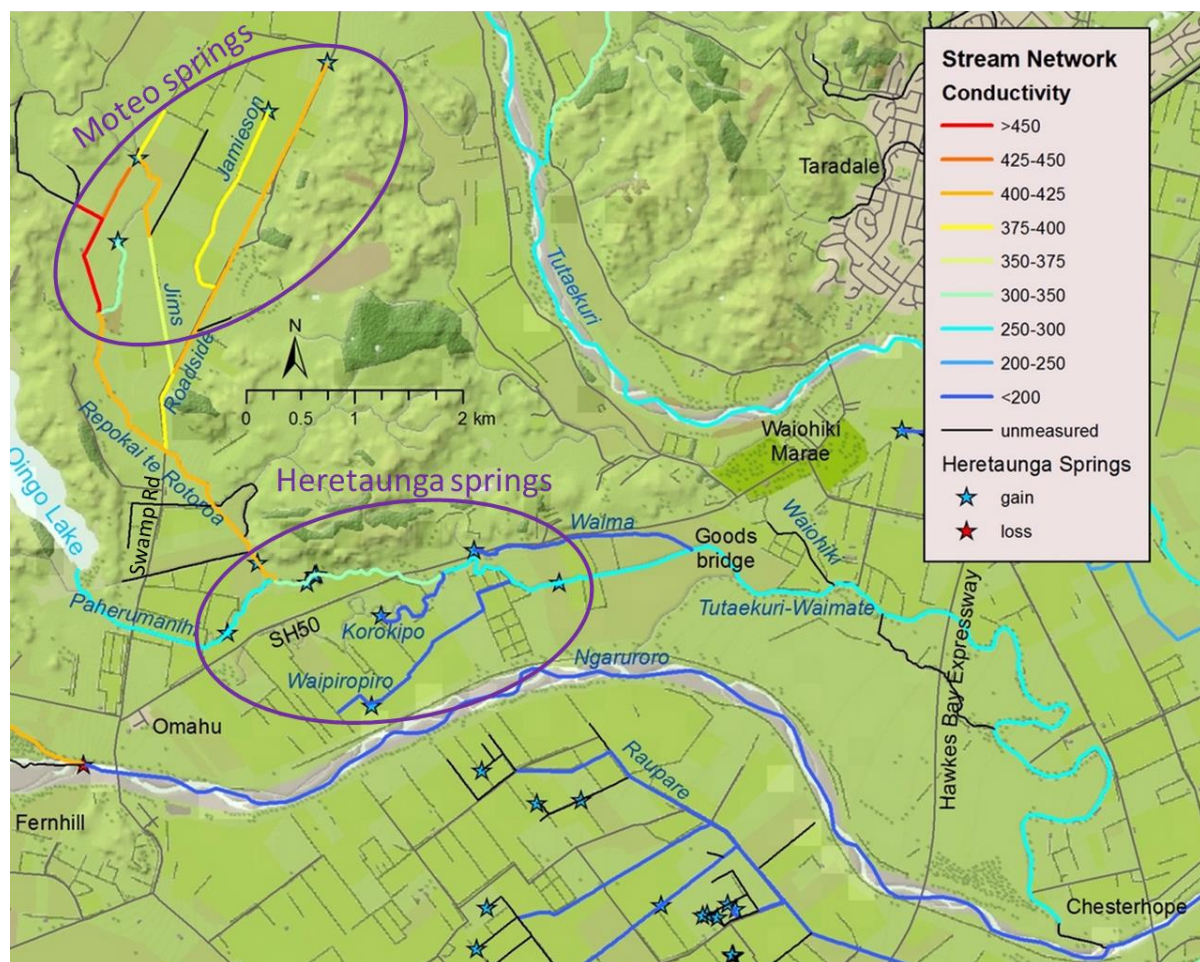 Moteo springs
Jamieson
Jims
Roadside
Repokai te Rotoroa
Oingo Lake
Swamp Rd
Paherumanihi
N
0 0.5 1 2 km
Heretaunga springs
SH50
Korokipo
Waipiropiro
Waima
Goods
bridge
Tutaekuri
Taradale
Waiohiki
Marae
Waiohiki
Tutaekuri-Waimate
Ngaruroro
Omahu
Fernhill
Raupare
Hawkes Bay Expressway
Chesterhope
Stream Network
Conductivity
>450
425-450
400-425
375-400
350-375
300-350
250-300
200-250
<200
unmeasured
Heretaunga Springs
gain
loss